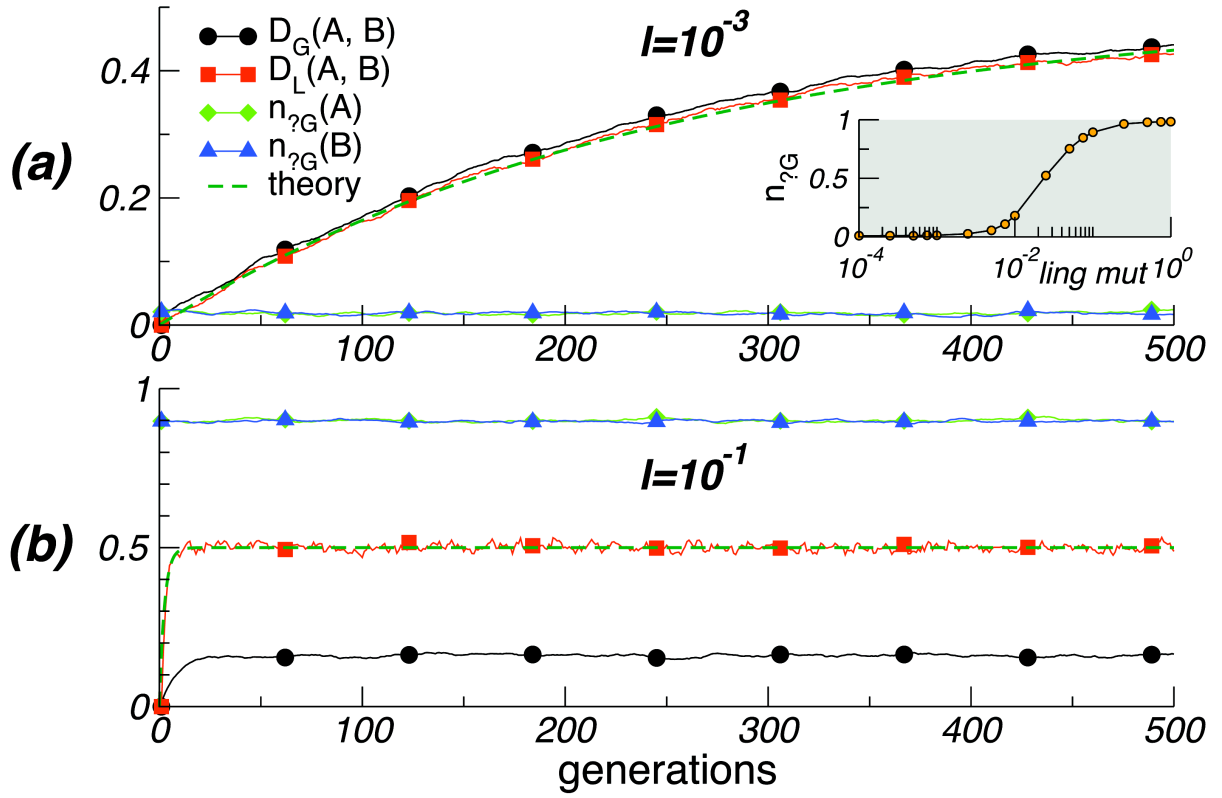 (a)
l=10^-3
D_G(A, B)
D_L(A, B)
n_?G(A)
n_?G(B)
theory
0.4
0.2
0
0 100 200 300 400 500
n_?G
1
0.5
0
10^-4 10^-2 ling mut 10^0
(b)
l=10^-1
1
0.5
0
0 100 200 300 400 500
generations